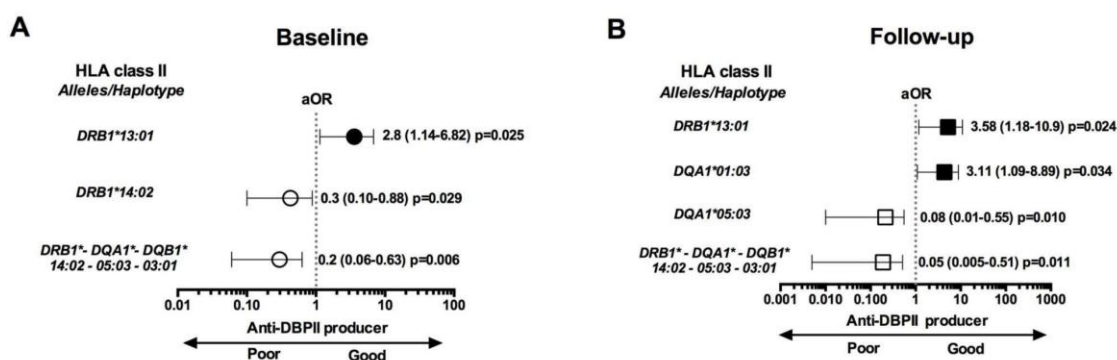 A
Baseline
HLA class II
Alleles/Haplotype
aOR
DRB1*13:01
2.8 (1.14-6.82) p=0.025
DRB1*14:02
0.3 (0.10-0.88) p=0.029
DRB1*- DQA1*- DQB1*
14:02 - 05:03 - 03:01
0.2 (0.06-0.63) p=0.006
0.01 0.10 1 10 100
Anti-DBPII producer
Poor Good
B
Follow-up
HLA class II
Alleles/Haplotype
aOR
DRB1*13:01
3.58 (1.18-10.9) p=0.024
DQA1*01:03
3.11 (1.09-8.89) p=0.034
DQA1*05:03
0.08 (0.01-0.55) p=0.010
DRB1* - DQA1* - DQB1*
14:02 - 05:03 - 03:01
0.05 (0.005-0.51) p=0.011
0.001 0.010 0.100 1 10 100 1000
Anti-DBPII producer
Poor Good